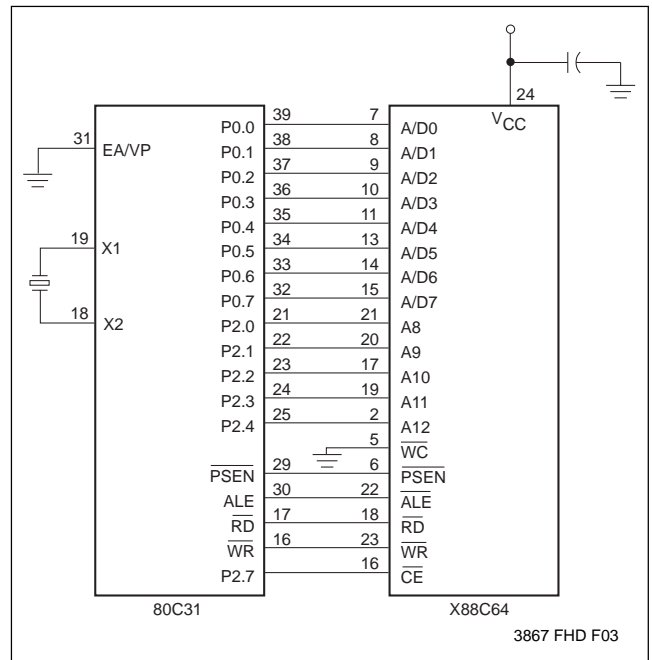 24
V CC
39 7
P0.0 A/D0
38 8
31 EA/VP P0.1 A/D1
37 9
P0.2 A/D2
36 10
P0.3 A/D3
35 11
P0.4 A/D4
34 13
19 X1 P0.5 A/D5
33 14
P0.6 A/D6
32 15
P0.7 A/D7
21 21
18 X2 P2.0 A8
22 20
P2.1 A9
23 17
P2.2 A10
24 19
P2.3 A11
25 2
P2.4 A12
5
WC
29 6
PSEN PSEN
30 22
ALE ALE
17 18
RD RD
16 23
WR WR
16
P2.7 CE
80C31 X88C64
3867 FHD F03